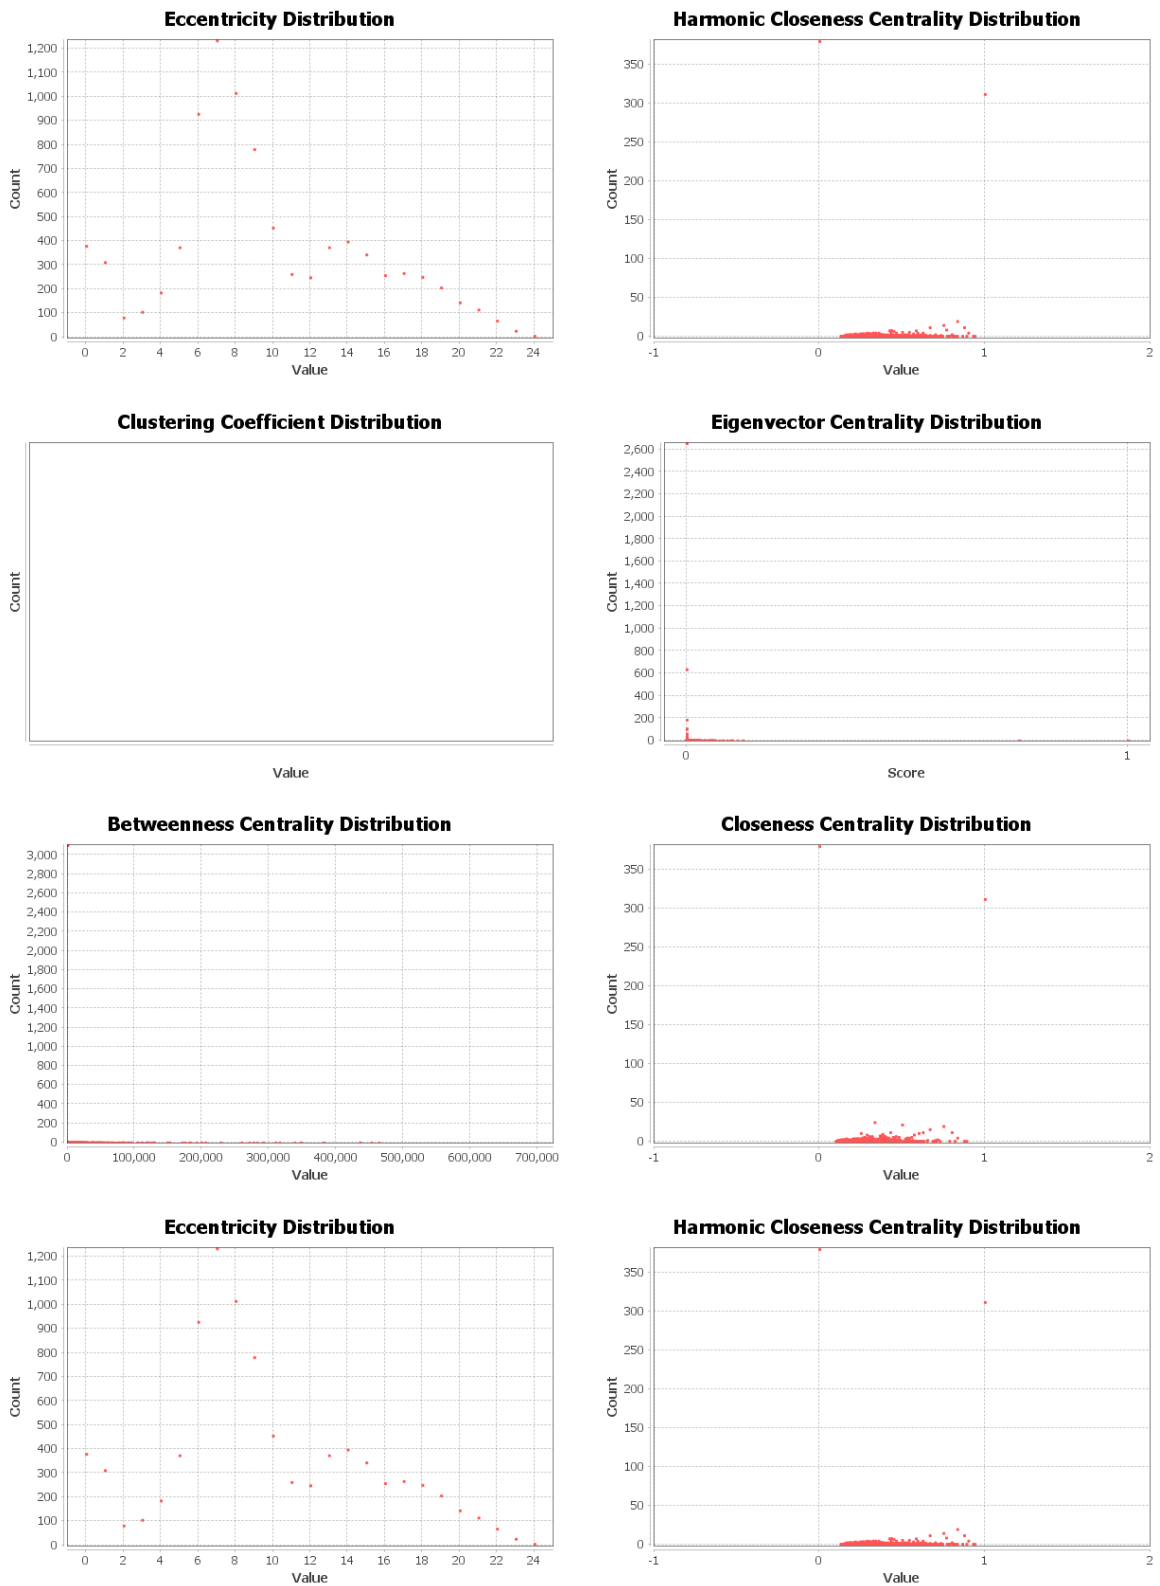 Eccentricity Distribution
1,200
1,100
1,000
900
800
700
600
500
400
300
200
100
0
Count
0 2 4 6 8 10 12 14 16 18 20 22 24
Value
Harmonic Closeness Centrality Distribution
350
300
250
200
150
100
50
0
Count
-1 0 1 2
Value
Clustering Coefficient Distribution
Count
Value
Eigenvector Centrality Distribution
2,600
2,400
2,200
2,000
1,800
1,600
1,400
1,200
1,000
800
600
400
200
0
Count
0 1
Score
Betweenness Centrality Distribution
3,000
2,800
2,600
2,400
2,200
2,000
1,800
1,600
1,400
1,200
1,000
800
600
400
200
0
Count
0 100,000 200,000 300,000 400,000 500,000 600,000 700,000
Value
Closeness Centrality Distribution
350
300
250
200
150
100
50
0
Count
-1 0 1 2
Value
Eccentricity Distribution
1,200
1,100
1,000
900
800
700
600
500
400
300
200
100
0
Count
0 2 4 6 8 10 12 14 16 18 20 22 24
Value
Harmonic Closeness Centrality Distribution
350
300
250
200
150
100
50
0
Count
-1 0 1 2
Value